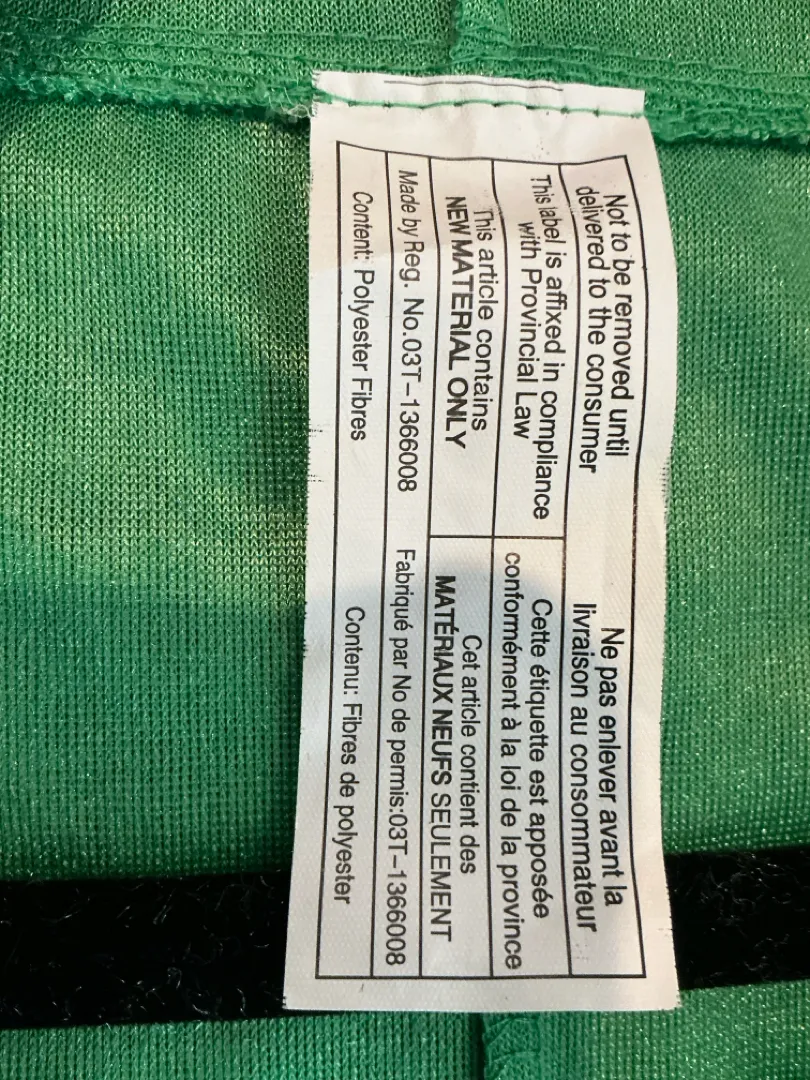 Not to be removed until
delivered to the consumer
Ne pas enlever avant la
livraison au consommateur
This label is affixed in compliance
with Provincial Law
Cette étiquette est apposée
conformément à la loi de la province
This article contains
NEW MATERIAL ONLY
Cet article contient des
MATÉRIAUX NEUFS SEULEMENT
Made by Reg. No.03T-1366008
Fabriqué par No de permis:03T-1366008
Content: Polyester Fibres
Contenu: Fibres de polyester